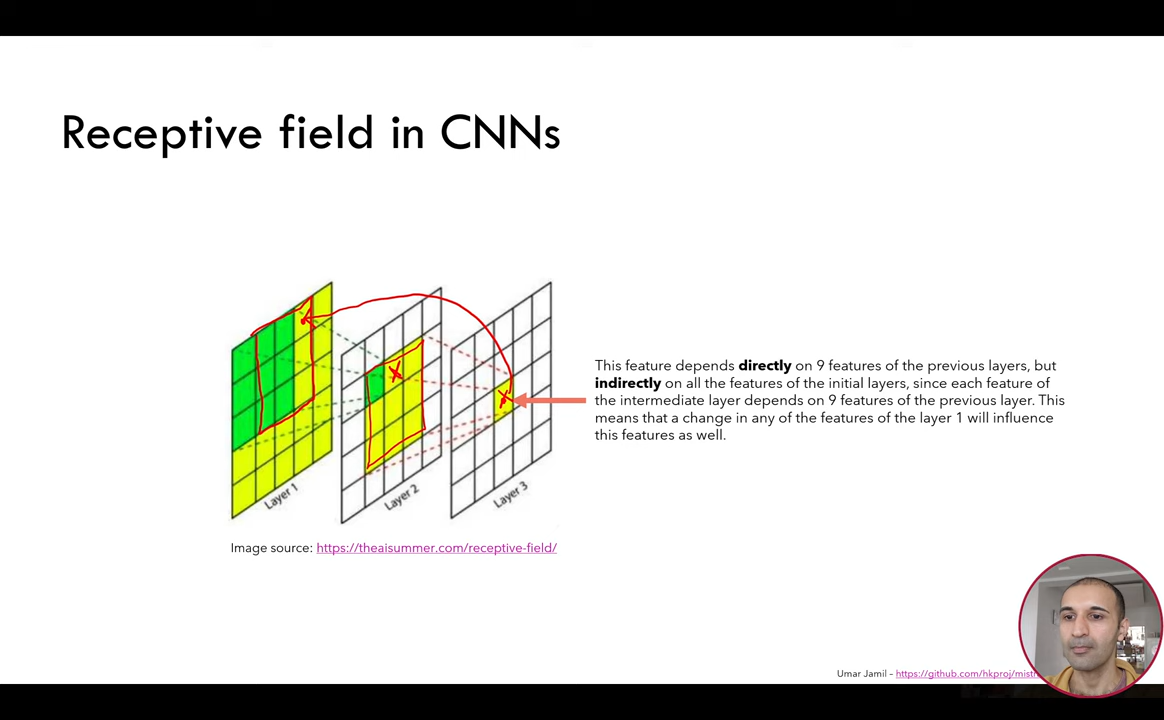 Receptive field in CNNs
Layer 1
Layer 2
Layer 3
This feature depends directly on 9 features of the previous layers, but
indirectly on all the features of the initial layers, since each feature of
the intermediate layer depends on 9 features of the previous layer. This
means that a change in any of the features of the layer 1 will influence
this features as well.
Image source: https://theaisummer.com/receptive-field/
Umar Jamil – https://github.com/hkproj/mistr